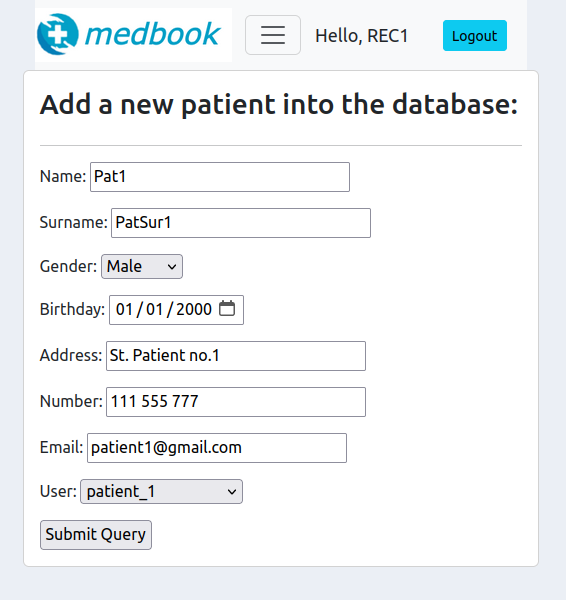 medbook Hello, REC1 Logout
Add a new patient into the database:
Name: Pat1
Surname: PatSur1
Gender: Male
Birthday: 01/01/2000
Address: St. Patient no.1
Number: 111 555 777
Email: patient1@gmail.com
User: patient_1
Submit Query